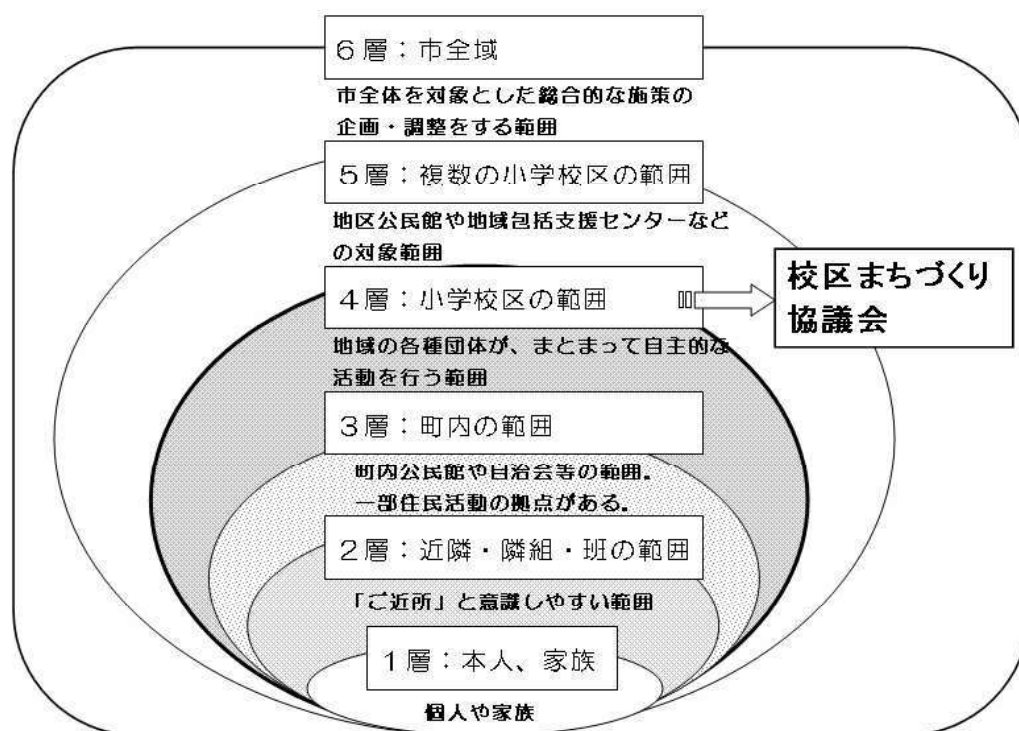 6層：市全域
市全体を対象とした総合的な施策の
企画・調整をする範囲
5層：複数の小学校区の範囲
地区公民館や地域包括支援センターなど
の対象範囲
4層：小学校区の範囲
校区まちづくり
協議会
地域の各種団体が、まとまって自主的な
活動を行う範囲
3層：町内の範囲
町内公民館や自治会等の範囲．
一部住民活動の拠点がある．
2層：近隣・隣組・班の範囲
「ご近所」と意識しやすい範囲
1層：本人、家族
個人や家族